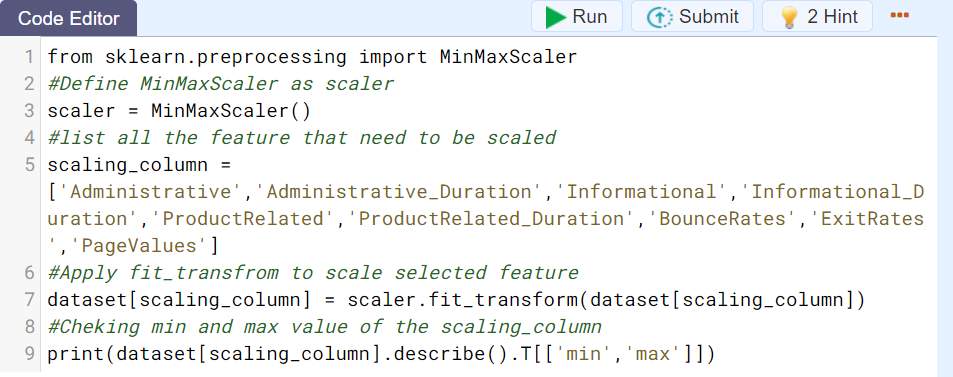 Code Editor
Run
Submit
2 Hint
1 from sklearn.preprocessing import MinMaxScaler
2 #Define MinMaxScaler as scaler
3 scaler = MinMaxScaler()
4 #list all the feature that need to be scaled
5 scaling_column =
['Administrative','Administrative_Duration','Informational','Informational_D
uration','ProductRelated','ProductRelated_Duration','BounceRates','ExitRates
','PageValues']
6 #Apply fit_transfrom to scale selected feature
7 dataset[scaling_column] = scaler.fit_transform(dataset[scaling_column])
8 #Cheking min and max value of the scaling_column
9 print(dataset[scaling_column].describe().T[['min','max']])